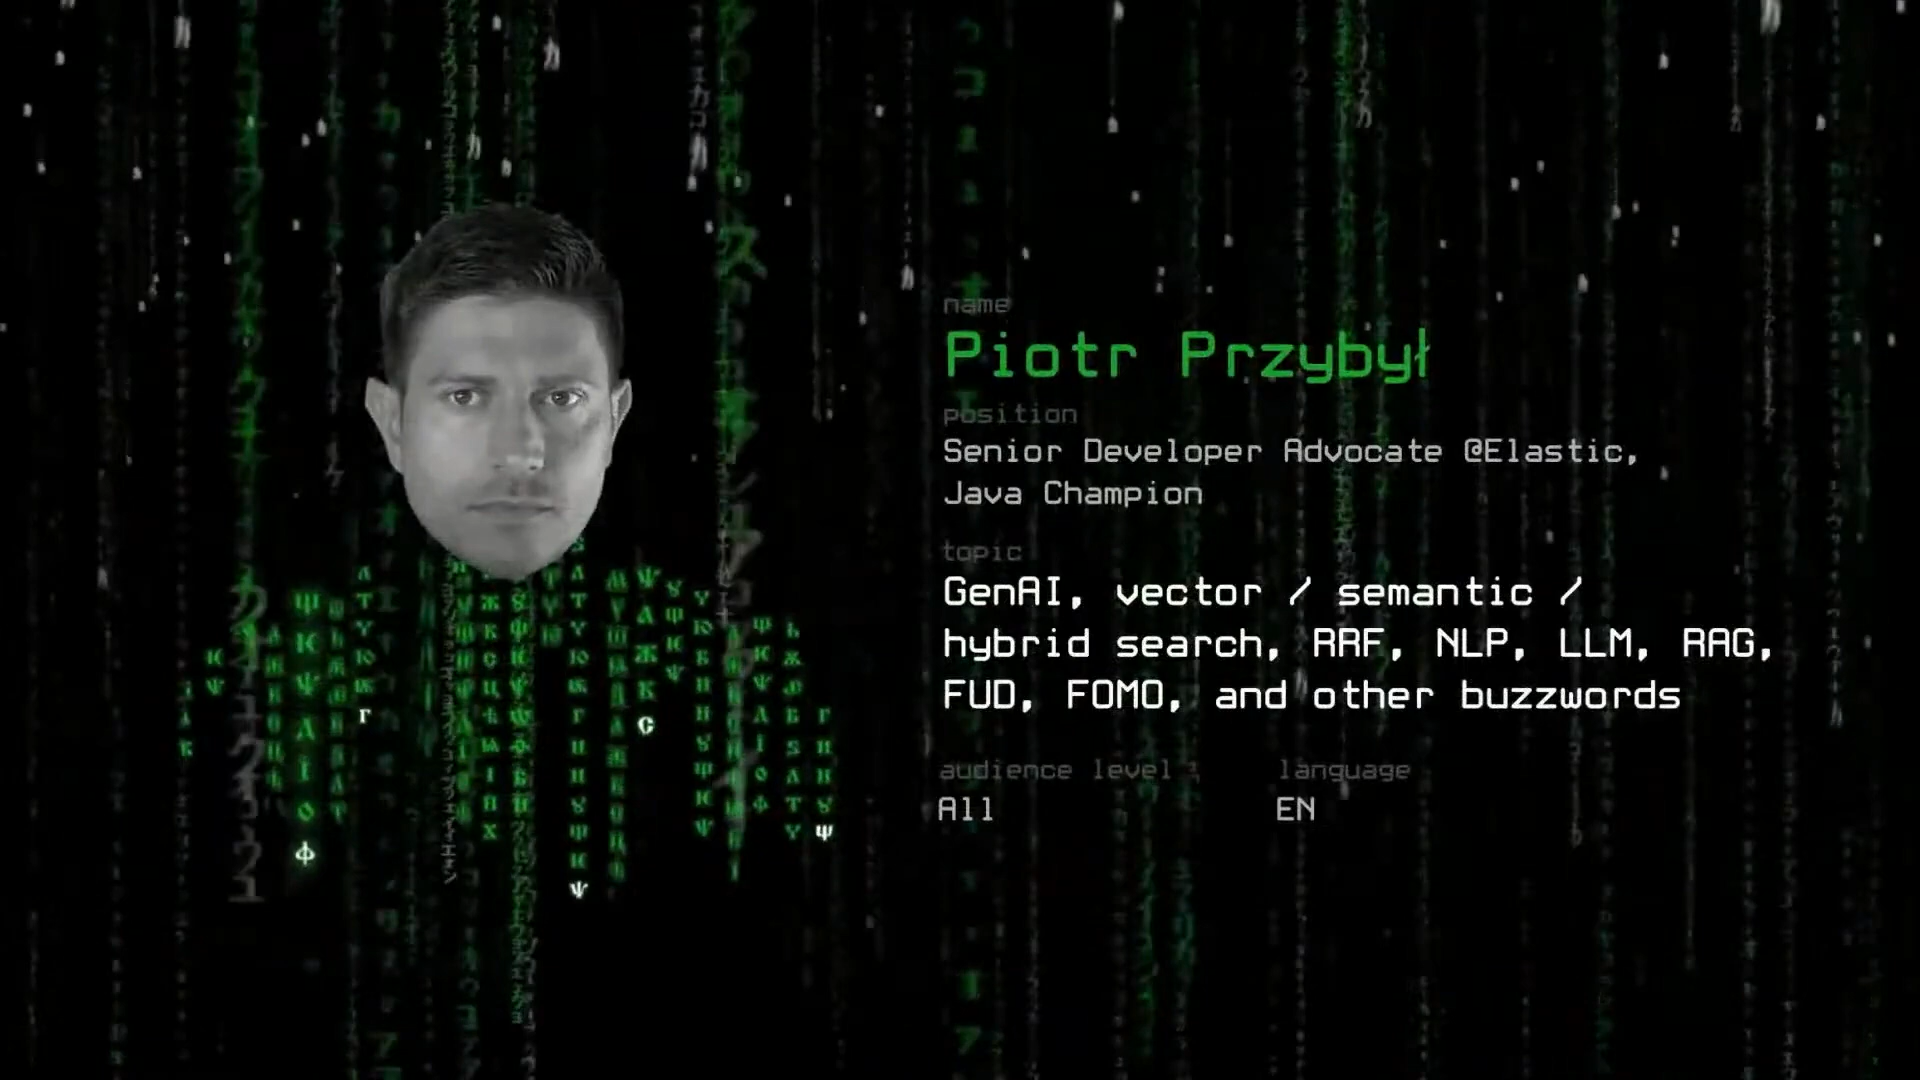 name
Piotr Przybył
position
Senior Developer Advocate @Elastic,
Java Champion
topic
GenAI, vector / semantic /
hybrid search, RRF, NLP, LLM, RAG,
FUD, FOMO, and other buzzwords
audience level
language
All
EN